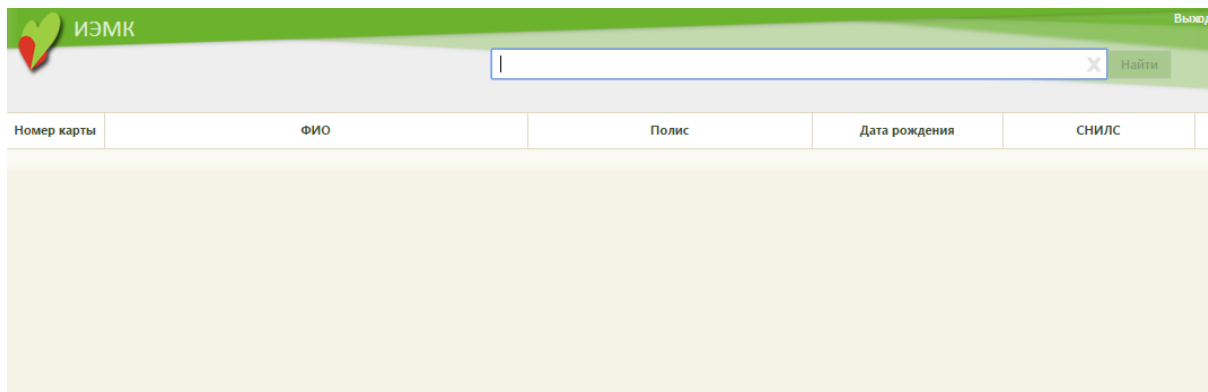 ИЭМК
Выход
X Найти
Номер карты ФИО Полис Дата рождения СНИЛС